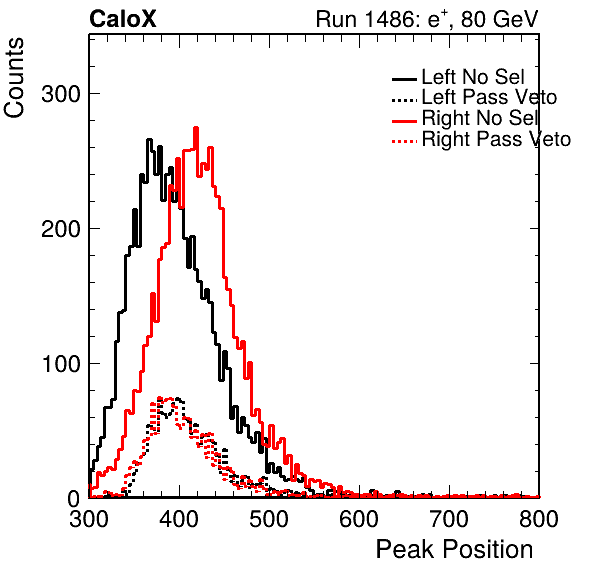 CaloX Run 1486: e⁺, 80 GeV
Counts
Left No Sel
Left Pass Veto
Right No Sel
Right Pass Veto
300
200
100
0
300 400 500 600 700 800
Peak Position